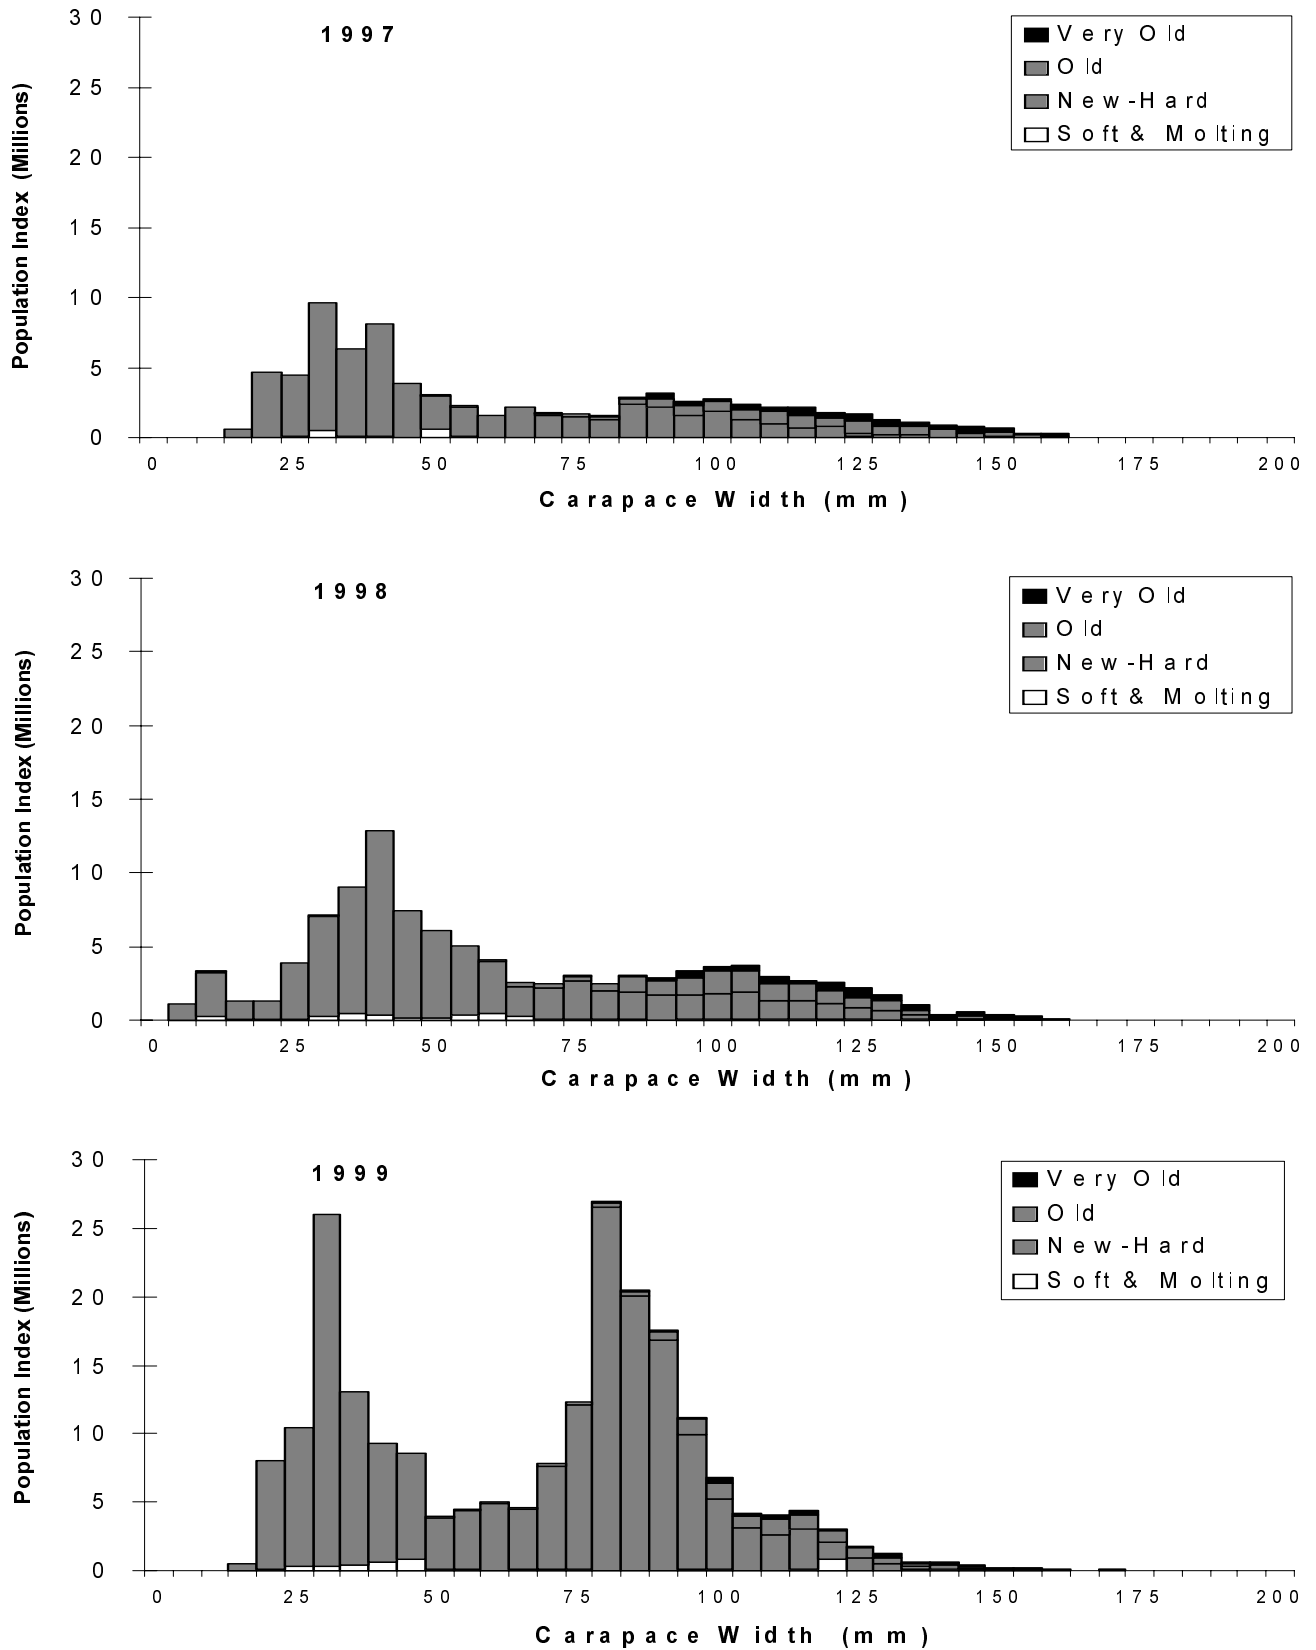 30
1997
Very Old
Old
New-Hard
Soft & Molting
25
20
15
10
5
0
Population Index (Millions)
0 25 50 75 100 125 150 175 200
Carapace Width (mm)
30
1998
Very Old
Old
New-Hard
Soft & Molting
25
20
15
10
5
0
Population Index (Millions)
0 25 50 75 100 125 150 175 200
Carapace Width (mm)
30
1999
Very Old
Old
New-Hard
Soft & Molting
25
20
15
10
5
0
Population Index (Millions)
0 25 50 75 100 125 150 175 200
Carapace Width (mm)